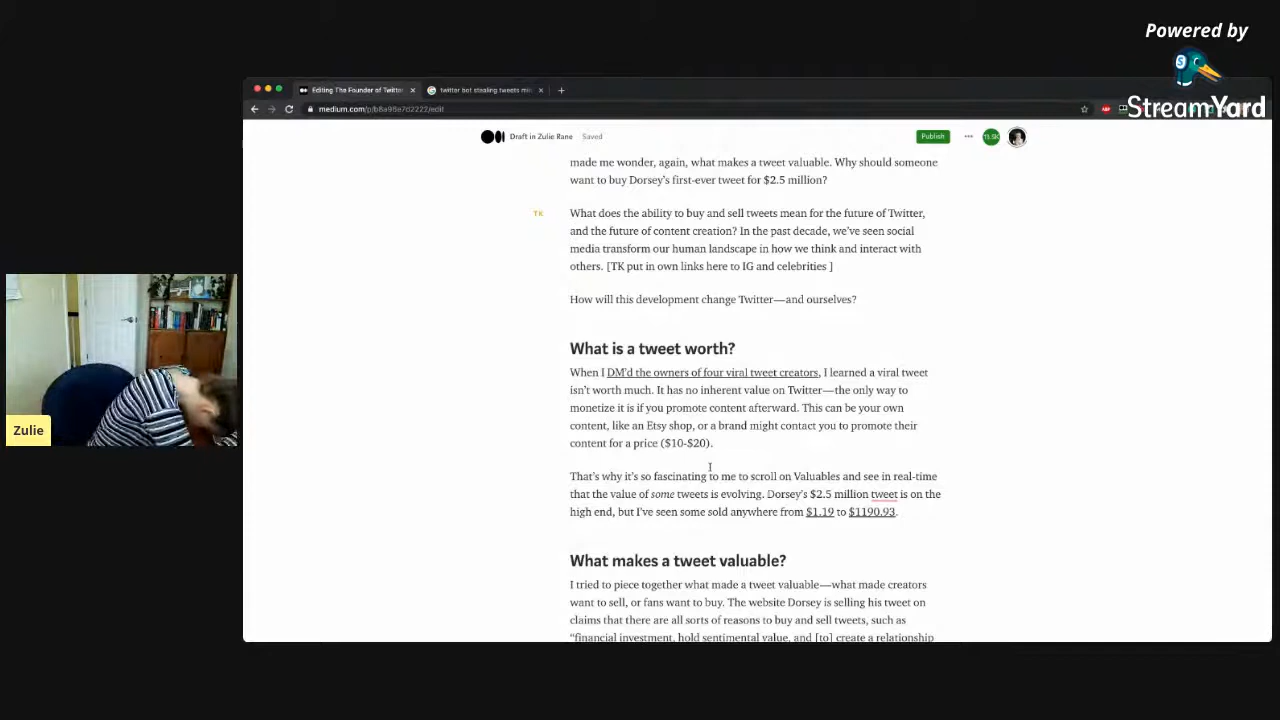 Powered by
StreamYard
Editing The Founder of Twitter
twitter bot stealing tweets mi
medium.com/p/b8a98e7d2222/edit
Draft in Zulie Rane Saved
Publish
made me wonder, again, what makes a tweet valuable. Why should someone
want to buy Dorsey's first-ever tweet for $2.5 million?
TK
What does the ability to buy and sell tweets mean for the future of Twitter,
and the future of content creation? In the past decade, we've seen social
media transform our human landscape in how we think and interact with
others. [TK put in own links here to IG and celebrities ]
How will this development change Twitter—and ourselves?
What is a tweet worth?
When I DM'd the owners of four viral tweet creators, I learned a viral tweet
isn't worth much. It has no inherent value on Twitter—the only way to
monetize it is if you promote content afterward. This can be your own
content, like an Etsy shop, or a brand might contact you to promote their
content for a price ($10-$20).
That's why it's so fascinating to me to scroll on Valuables and see in real-time
that the value of some tweets is evolving. Dorsey's $2.5 million tweet is on the
high end, but I've seen some sold anywhere from $1.19 to $1190.93.
What makes a tweet valuable?
I tried to piece together what made a tweet valuable—what made creators
want to sell, or fans want to buy. The website Dorsey is selling his tweet on
claims that there are all sorts of reasons to buy and sell tweets, such as
“financial investment, hold sentimental value, and [to] create a relationship
Zulie